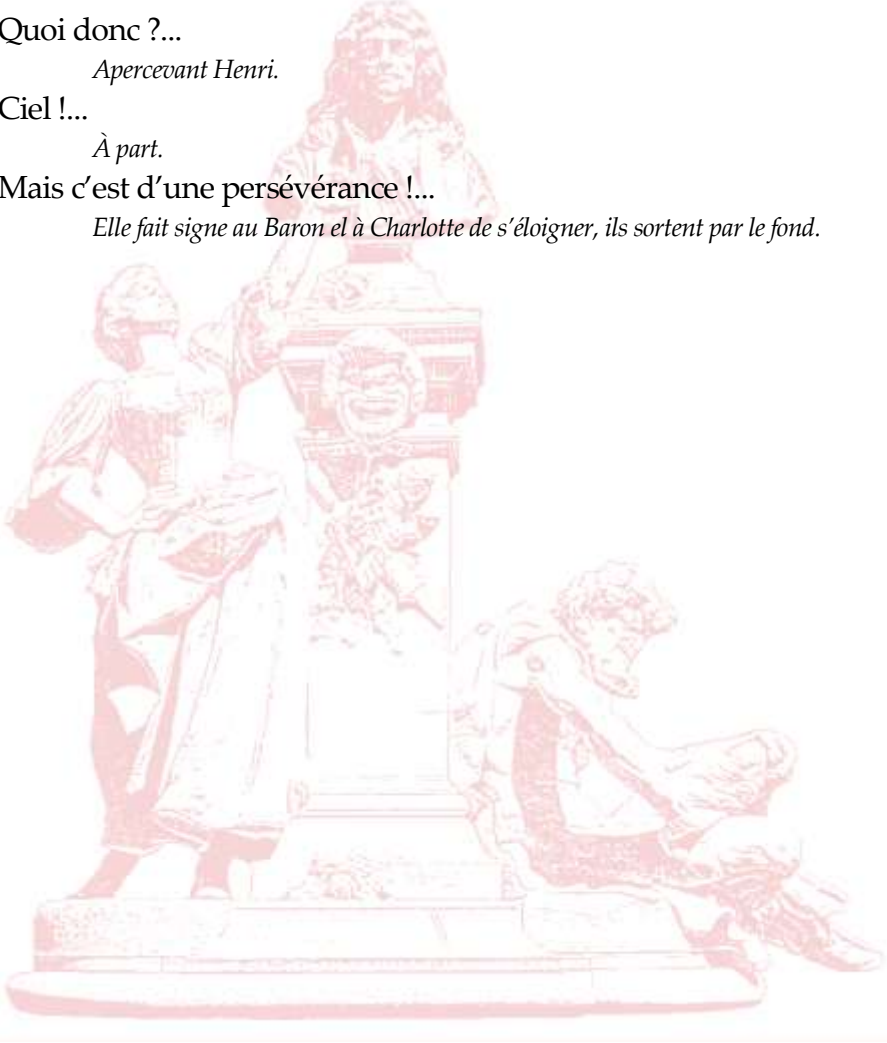 Quoi donc ?...
Apercevant Henri.
Ciel !...
À part.
Mais c’est d’une persévérance !...
Elle fait signe au Baron el à Charlotte de s’éloigner, ils sortent par le fond.